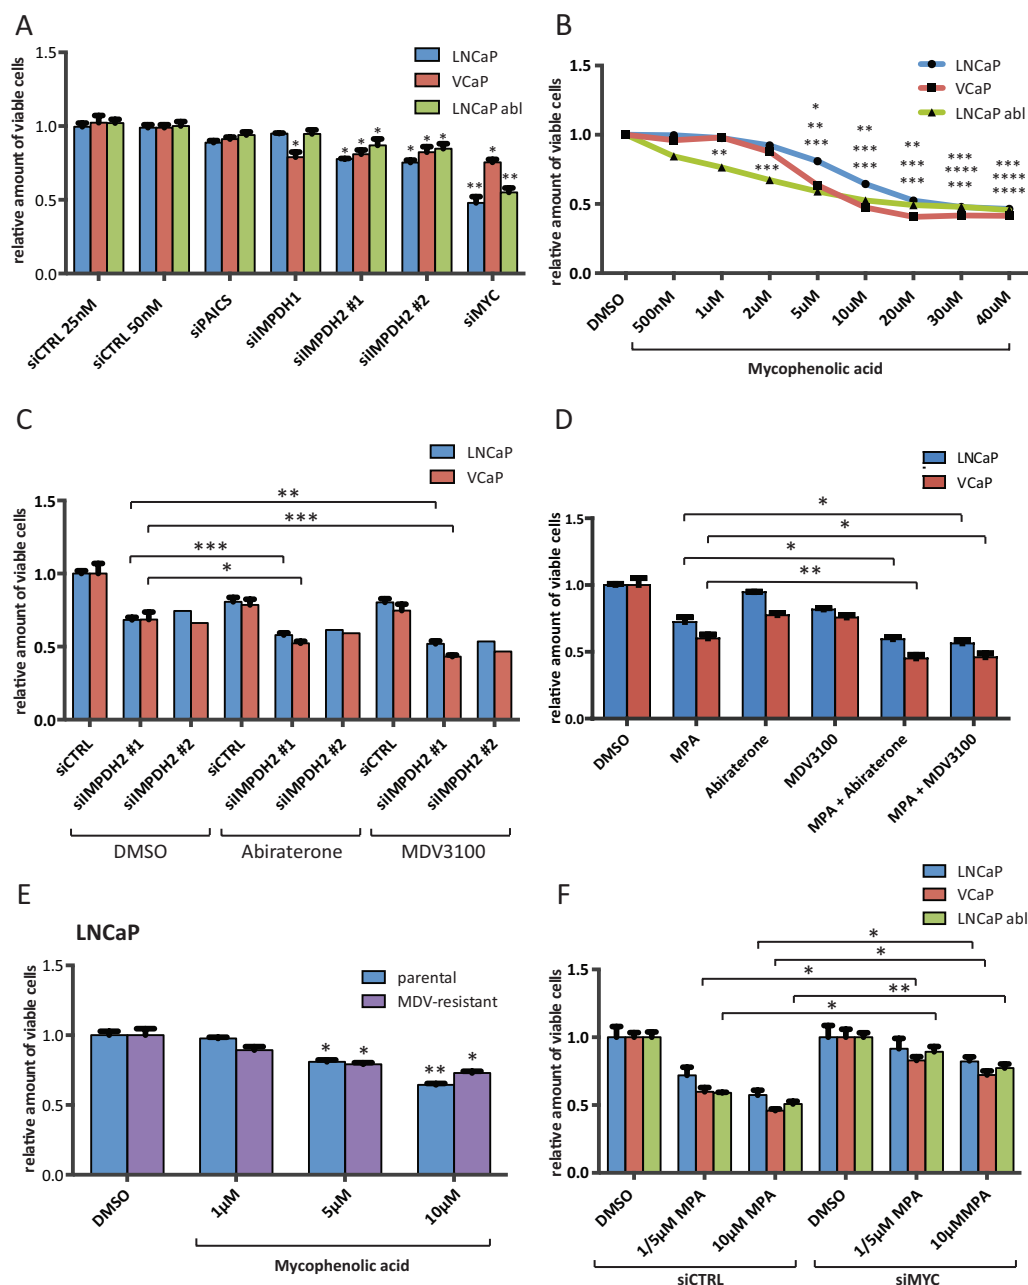 A
relative amount of viable cells
1.5
1.0
0.5
0.0
LNCaP
VCaP
LNCaP abl
*
* * *
* * *
** * **
siCTRL 25nM
siCTRL 50nM
siPAICS
siIMPDH1
siIMPDH2 #1
siIMPDH2 #2
siMYC
B
relative amount of viable cells
1.5
1.0
0.5
0.0
LNCaP
VCaP
LNCaP abl
**
***
*
**
***
**
***
***
**
***
***
***
****
***
***
****
****
DMSO
500nM
1uM
2uM
5uM
10uM
20uM
30uM
40uM
Mycophenolic acid
C
relative amount of viable cells
1.5
1.0
0.5
0.0
LNCaP
VCaP
**
***
***
*
siCTRL
siIMPDH2 #1
siIMPDH2 #2
siCTRL
siIMPDH2 #1
siIMPDH2 #2
siCTRL
siIMPDH2 #1
siIMPDH2 #2
DMSO
Abiraterone
MDV3100
D
relative amount of viable cells
1.5
1.0
0.5
0.0
LNCaP
VCaP
*
*
*
**
DMSO
MPA
Abiraterone
MDV3100
MPA + Abiraterone
MPA + MDV3100
E
LNCaP
relative amount of viable cells
1.5
1.0
0.5
0.0
parental
MDV-resistant
* *
** *
DMSO
1µM
5µM
10µM
Mycophenolic acid
F
relative amount of viable cells
1.5
1.0
0.5
0.0
LNCaP
VCaP
LNCaP abl
*
*
*
**
*
DMSO
1/5µM MPA
10µM MPA
DMSO
1/5µM MPA
10µMMPA
siCTRL
siMYC